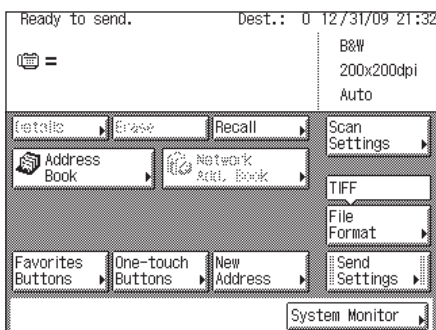 Ready to send. Dest.: 0 12/31/09 21:32
B&W
=
200x200dpi
Auto
Details Erase Recall Scan Settings
Address Book Network Add. Book
TIFF
File Format
Favorites Buttons One-touch Buttons New Address Send Settings
System Monitor